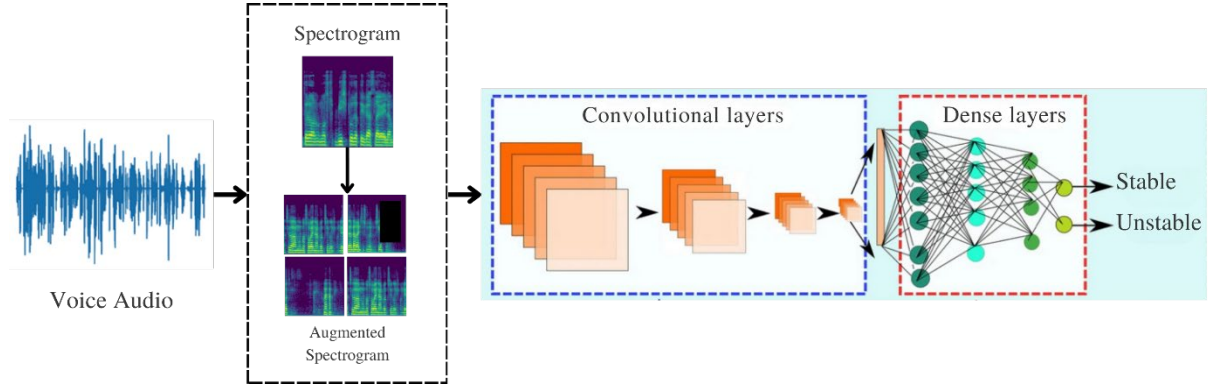 Voice Audio
Spectrogram
Augmented
Spectrogram
Convolutional layers
Dense layers
Stable
Unstable